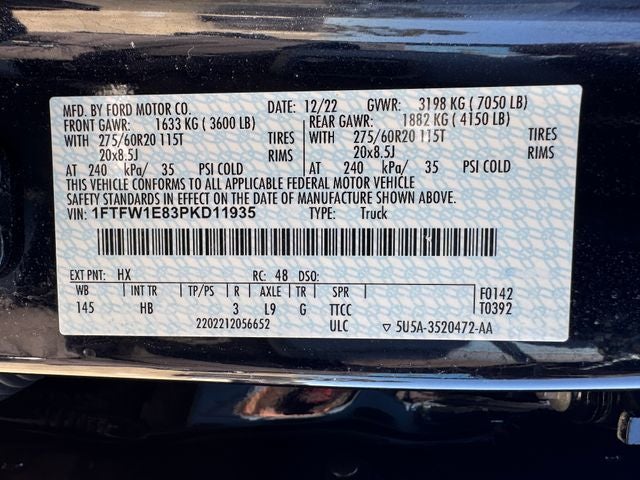 MFD. BY FORD MOTOR CO. DATE: 12/22 GVWR: 3198 KG ( 7050 LB)
FRONT GAWR: 1633 KG ( 3600 LB) REAR GAWR: 1882 KG ( 4150 LB)
WITH 275/60R20 115T TIRES WITH 275/60R20 115T TIRES
20x8.5J RIMS 20x8.5J RIMS
AT 240 kPa/ 35 PSI COLD AT 240 kPa/ 35 PSI COLD
THIS VEHICLE CONFORMS TO ALL APPLICABLE FEDERAL MOTOR VEHICLE
SAFETY STANDARDS IN EFFECT ON THE DATE OF MANUFACTURE SHOWN ABOVE.
VIN: 1FTFW1E83PKD11935 TYPE: Truck
EXT PNT: HX RC: 48 DSO:
WB INT TR TP/PS R AXLE TR SPR F0142
145 HB 3 L9 G TTCC T0392
2202212056652 ULC ▽ 5U5A-3520472-AA